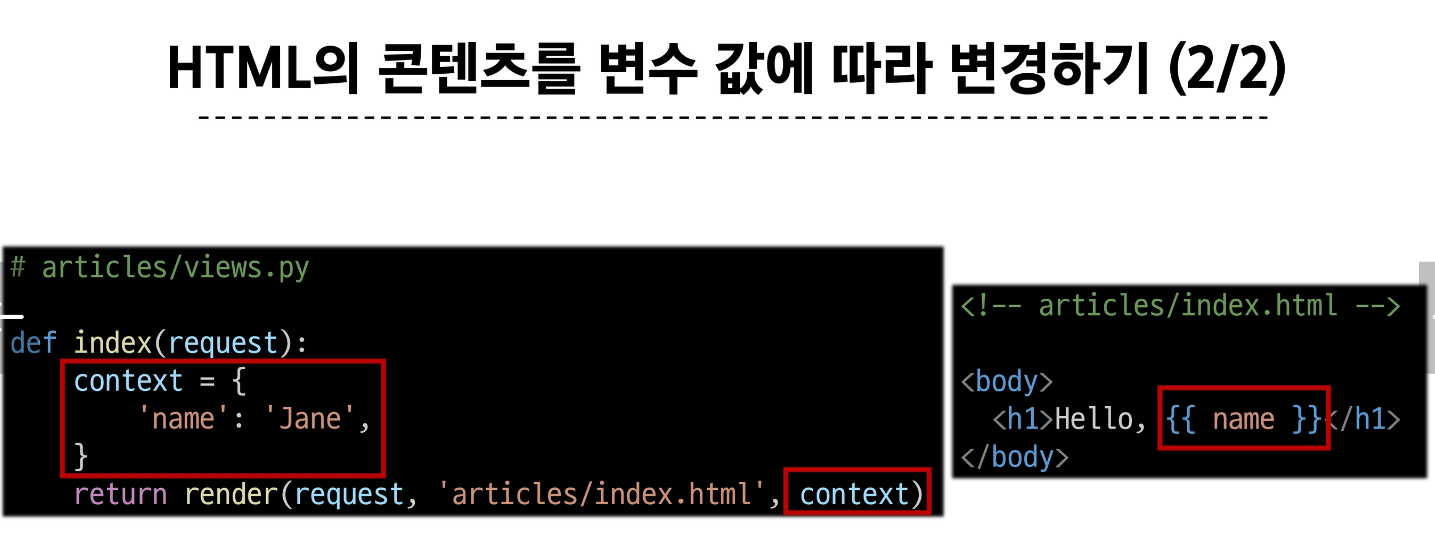 HTML의 콘텐츠를 변수 값에 따라 변경하기 (2/2)
# articles/views.py
def index(request):
    context = {
        'name': 'Jane',
    }
    return render(request, 'articles/index.html', context)
<!-- articles/index.html -->
<body>
  <h1>Hello, {{ name }}</h1>
</body>